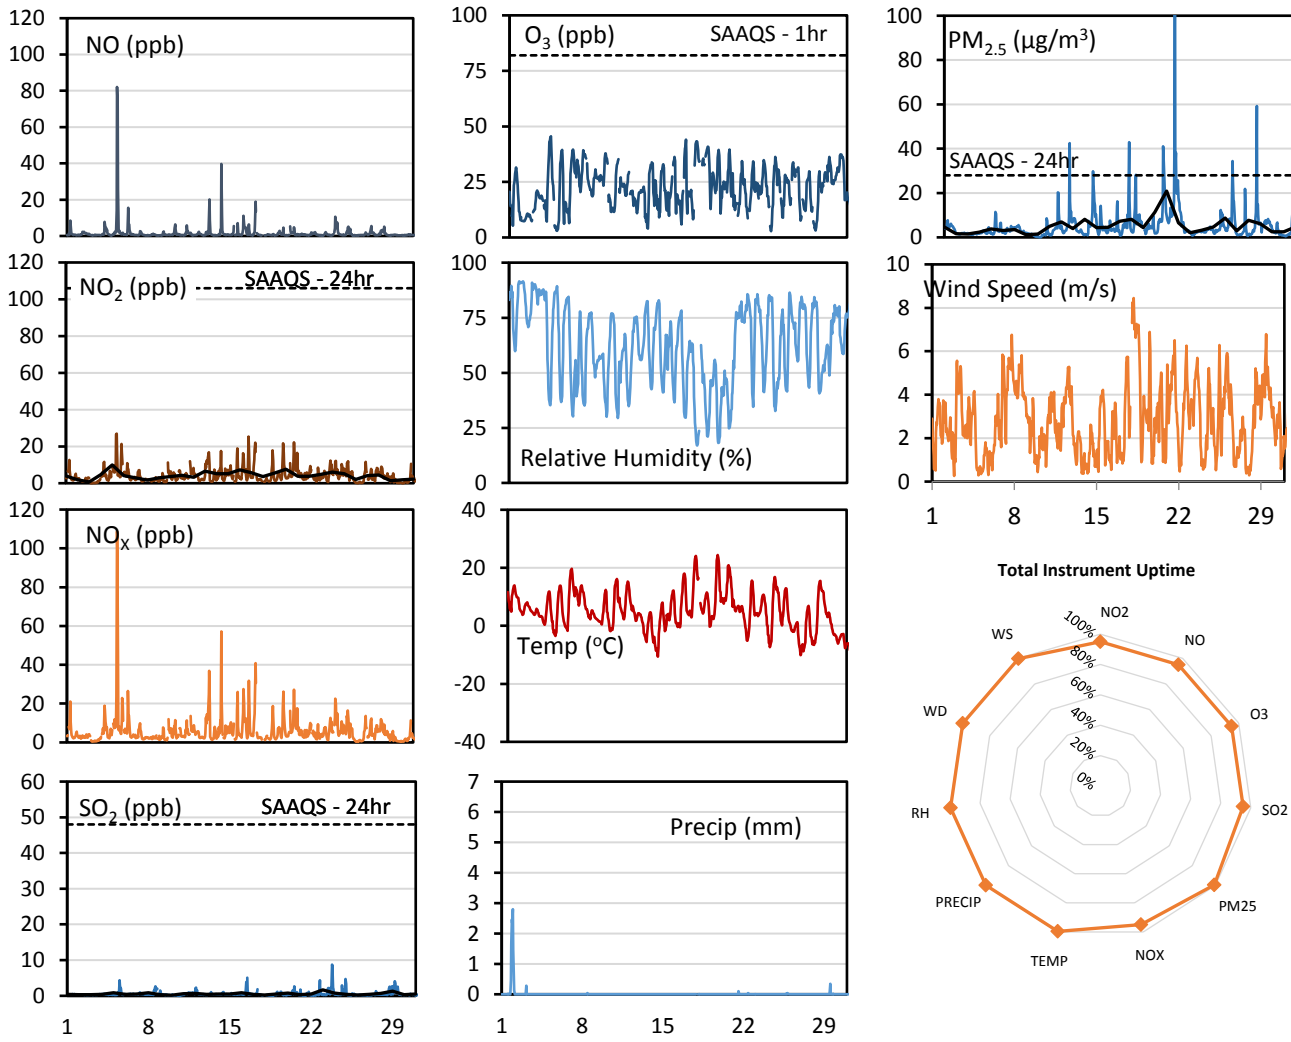 120
100
80
60
40
20
0
NO (ppb)
100
75
50
25
0
O3 (ppb)
SAAQS - 1hr
100
80
60
40
20
0
PM2.5 (µg/m3)
SAAQS - 24hr
120
100
80
60
40
20
0
NO2 (ppb)
SAAQS - 24hr
100
75
50
25
0
Relative Humidity (%)
10
8
6
4
2
0
Wind Speed (m/s)
1 8 15 22 29
120
100
80
60
40
20
0
NOX (ppb)
40
20
0
-20
-40
Temp (oC)
60
50
40
30
20
10
0
SO2 (ppb)
SAAQS - 24hr
1 8 15 22 29
7
6
5
4
3
2
1
0
Precip (mm)
1 8 15 22 29
Total Instrument Uptime
100%
80%
60%
40%
20%
0%
NO2
NO
O3
SO2
PM25
NOX
TEMP
PRECIP
RH
WD
WS